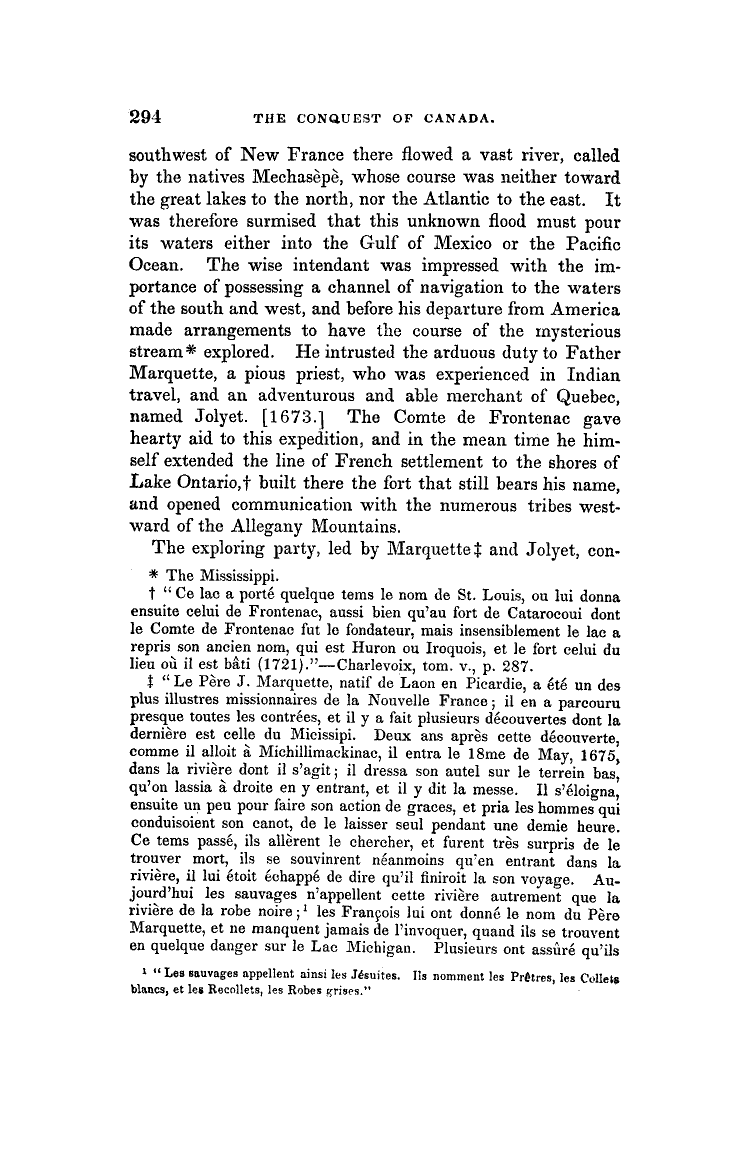 294 THE CONQUEST OF CANADA.
southwest of New France there flowed a vast river, called
by the natives Mechasèpè, whose course was neither toward
the great lakes to the north, nor the Atlantic to the east. It
was therefore surmised that this unknown flood must pour
its waters either into the Gulf of Mexico or the Pacific
Ocean. The wise intendant was impressed with the im-
portance of possessing a channel of navigation to the waters
of the south and west, and before his departure from America
made arrangements to have the course of the mysterious
stream* explored. He intrusted the arduous duty to Father
Marquette, a pious priest, who was experienced in Indian
travel, and an adventurous and able merchant of Quebec,
named Jolyet. [1673.] The Comte de Frontenac gave
hearty aid to this expedition, and in the mean time he him-
self extended the line of French settlement to the shores of
Lake Ontario,† built there the fort that still bears his name,
and opened communication with the numerous tribes west-
ward of the Allegany Mountains.
The exploring party, led by Marquette‡ and Jolyet, con-
* The Mississippi.
† "Ce lac a porté quelque tems le nom de St. Louis, ou lui donna
ensuite celui de Frontenac, aussi bien qu'au fort de Catarocoui dont
le Comte de Frontenac fut le fondateur, mais insensiblement le lac a
repris son ancien nom, qui est Huron ou Iroquois, et le fort celui du
lieu où il est bâti (1721)."—Charlevoix, tom. v., p. 287.
‡ "Le Père J. Marquette, natif de Laon en Picardie, a été un des
plus illustres missionnaires de la Nouvelle France; il en a parcouru
presque toutes les contrées, et il y a fait plusieurs découvertes dont la
dernière est celle du Micissipi. Deux ans après cette découverte,
comme il alloit à Michillimackinac, il entra le 18me de May, 1675,
dans la rivière dont il s'agit; il dressa son autel sur le terrein bas,
qu'on lassia à droite en y entrant, et il y dit la messe. Il s'éloigna,
ensuite un peu pour faire son action de graces, et pria les hommes qui
conduisoient son canot, de le laisser seul pendant une demie heure.
Ce tems passé, ils allèrent le chercher, et furent très surpris de le
trouver mort, ils se souvinrent néanmoins qu'en entrant dans la
rivière, il lui étoit échappé de dire qu'il finiroit la son voyage. Au-
jourd'hui les sauvages n'appellent cette rivière autrement que la
rivière de la robe noire;¹ les François lui ont donné le nom du Père
Marquette, et ne manquent jamais de l'invoquer, quand ils se trouvent
en quelque danger sur le Lac Michigan. Plusieurs ont assûré qu'ils
¹ "Les sauvages appellent ainsi les Jésuites. Ils nomment les Prêtres, les Collets
blancs, et les Recollets, les Robes grises."